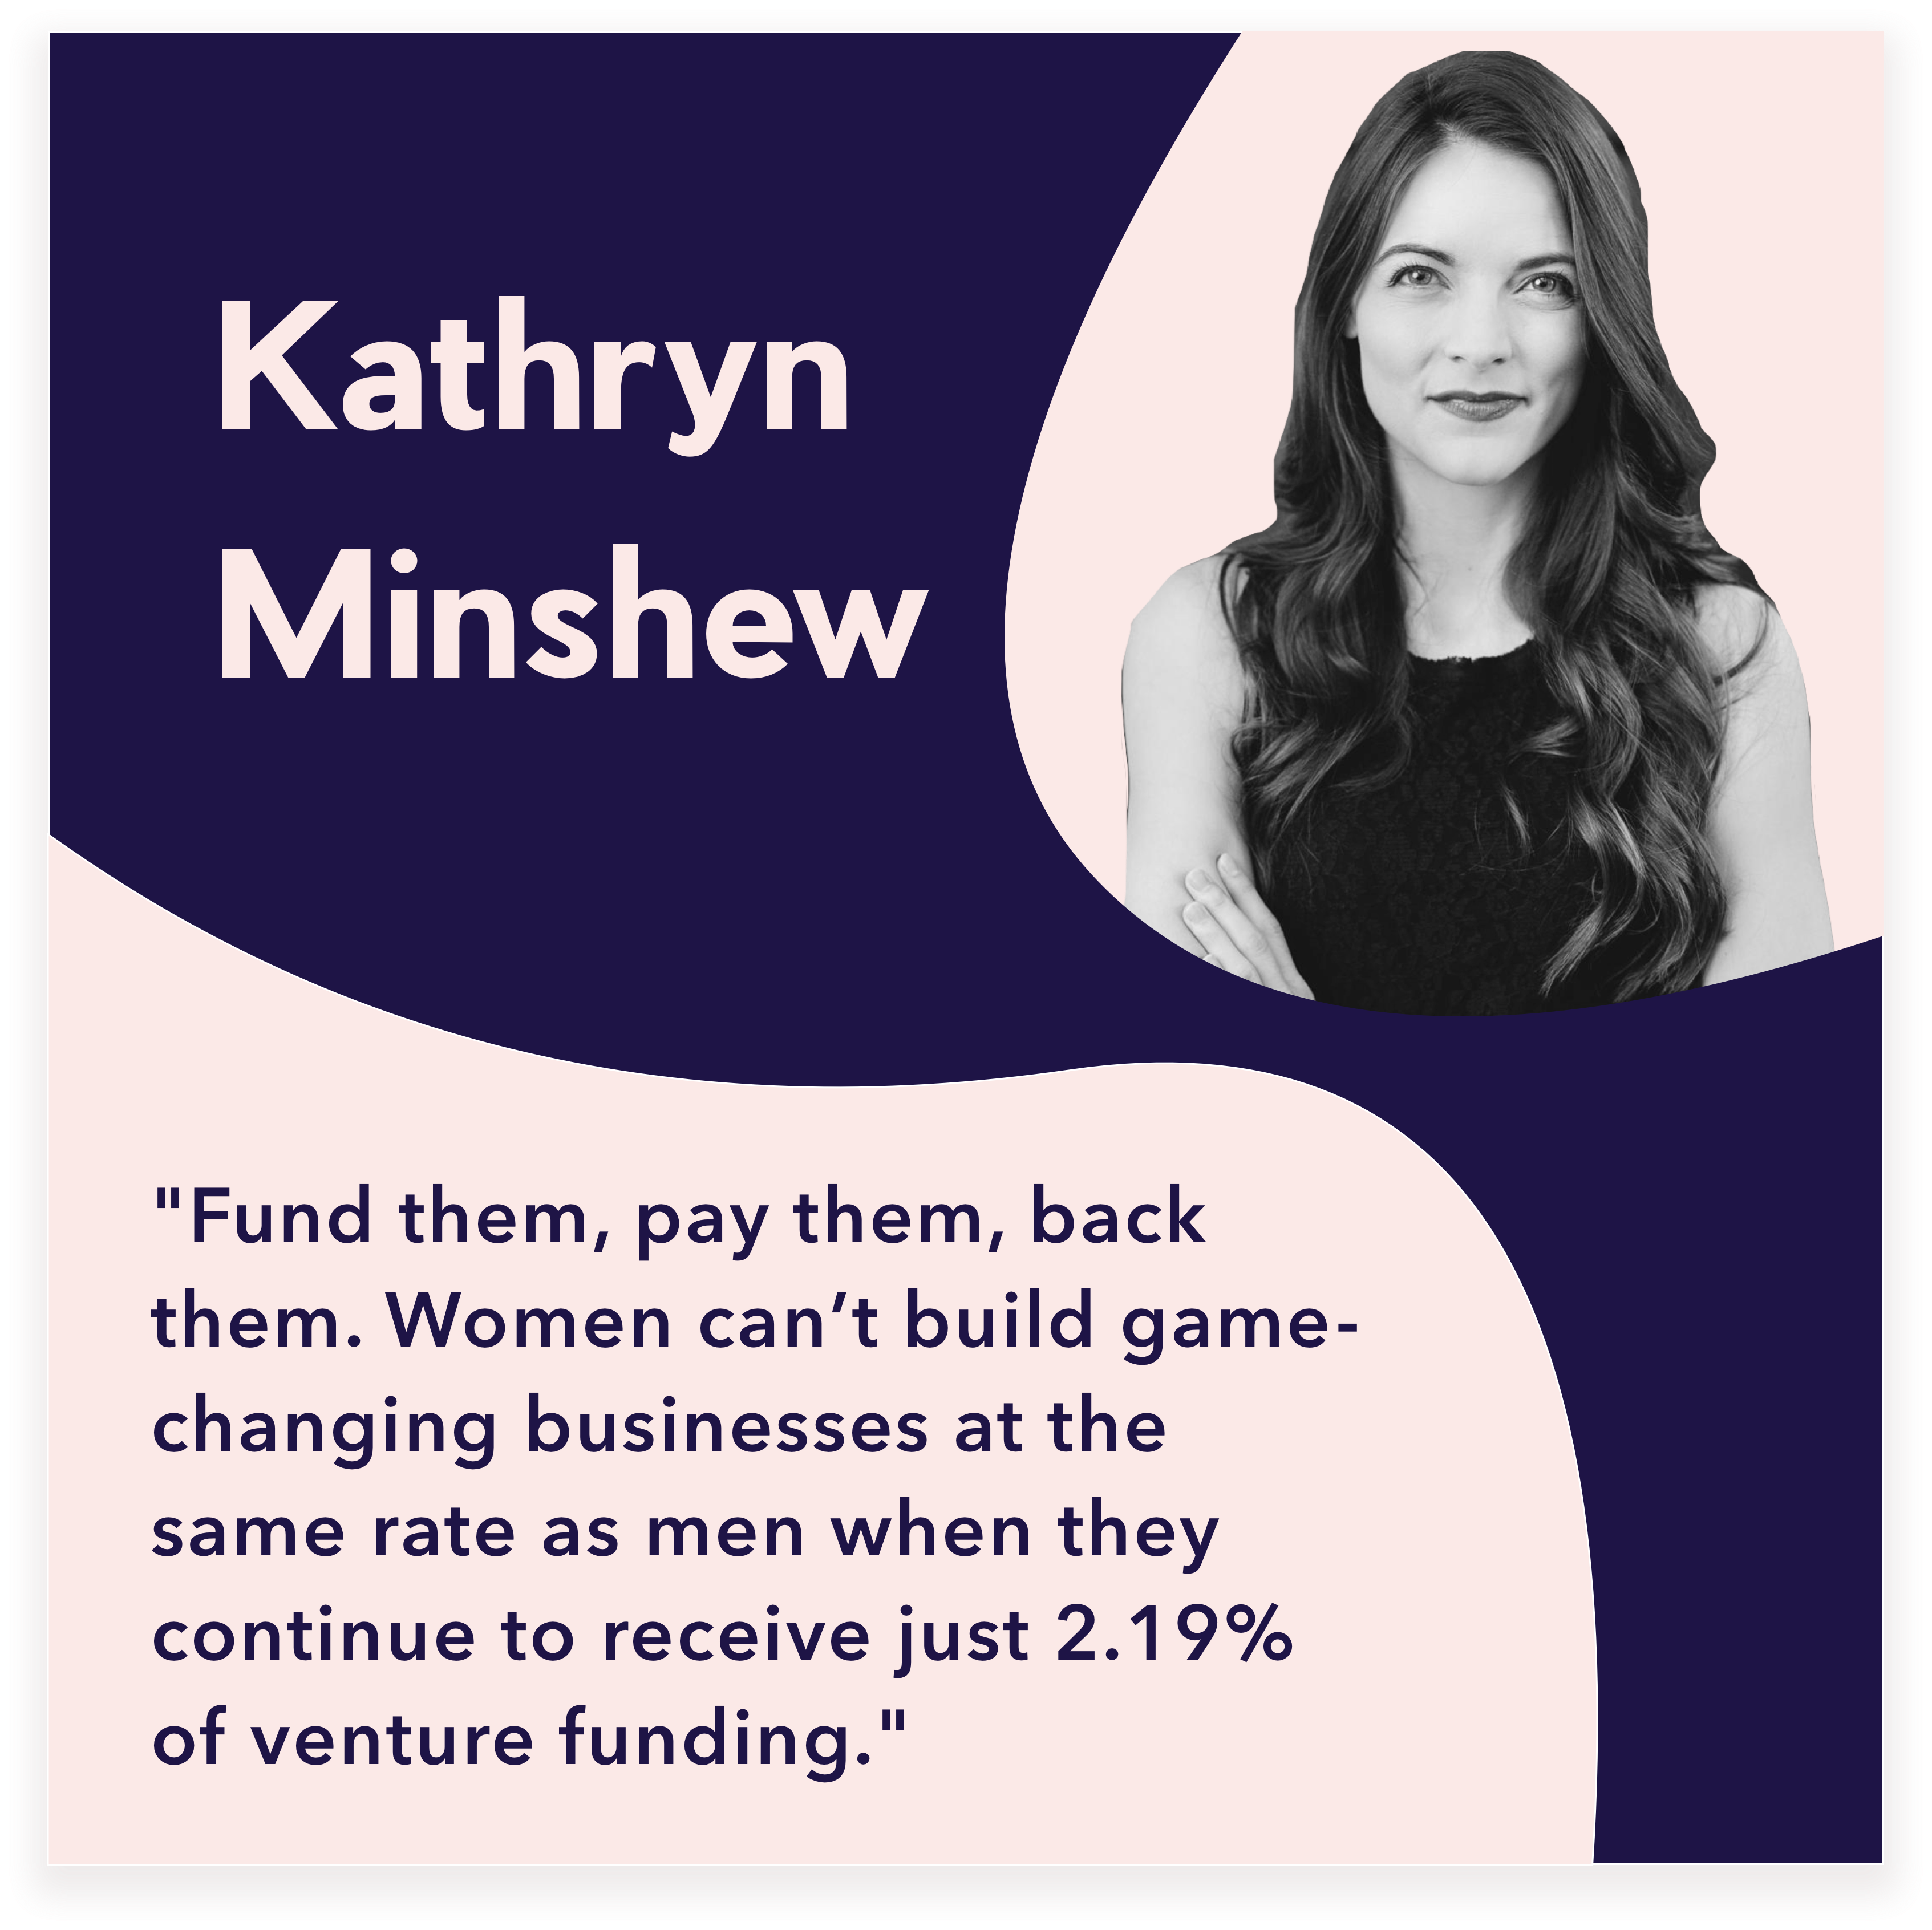 Kathryn
Minshew
"Fund them, pay them, back
them. Women can’t build game-
changing businesses at the
same rate as men when they
continue to receive just 2.19%
of venture funding."